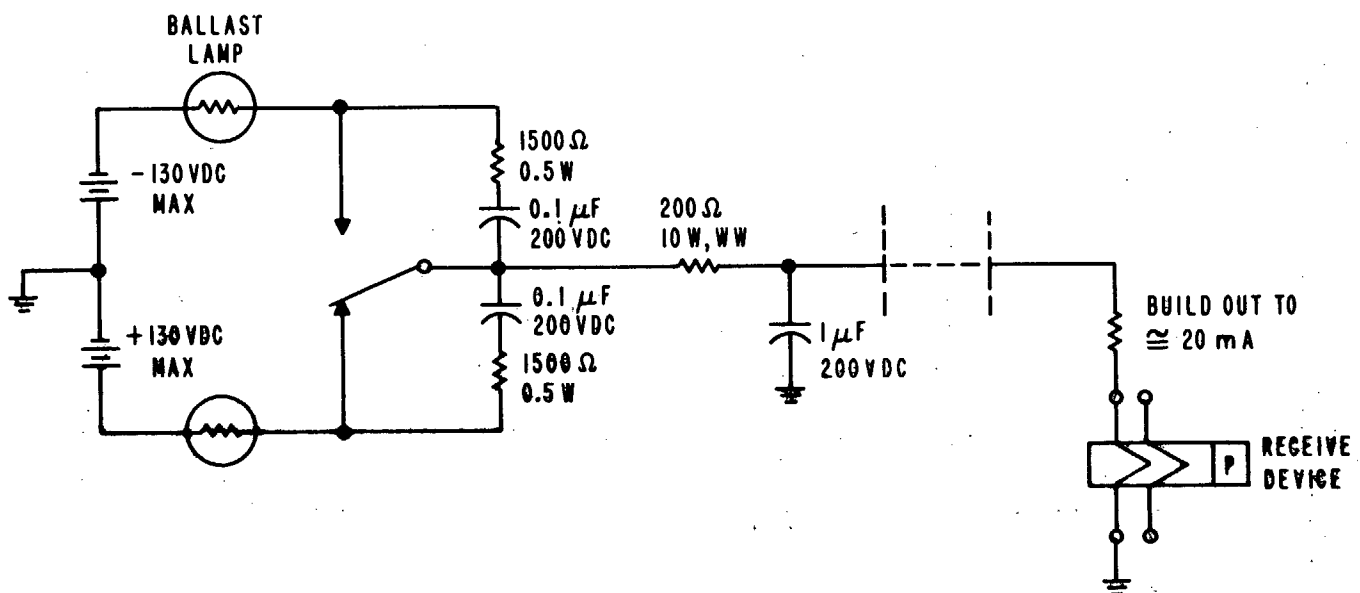 BALLAST
LAMP
1500 Ω
0.5 W
-130 VDC
MAX
0.1 μF
200 VDC
200 Ω
10 W, WW
+130 VDC
MAX
0.1 μF
200 VDC
1500 Ω
0.5 W
1 μF
200 VDC
BUILD OUT TO
≅ 20 mA
P
RECEIVE
DEVICE